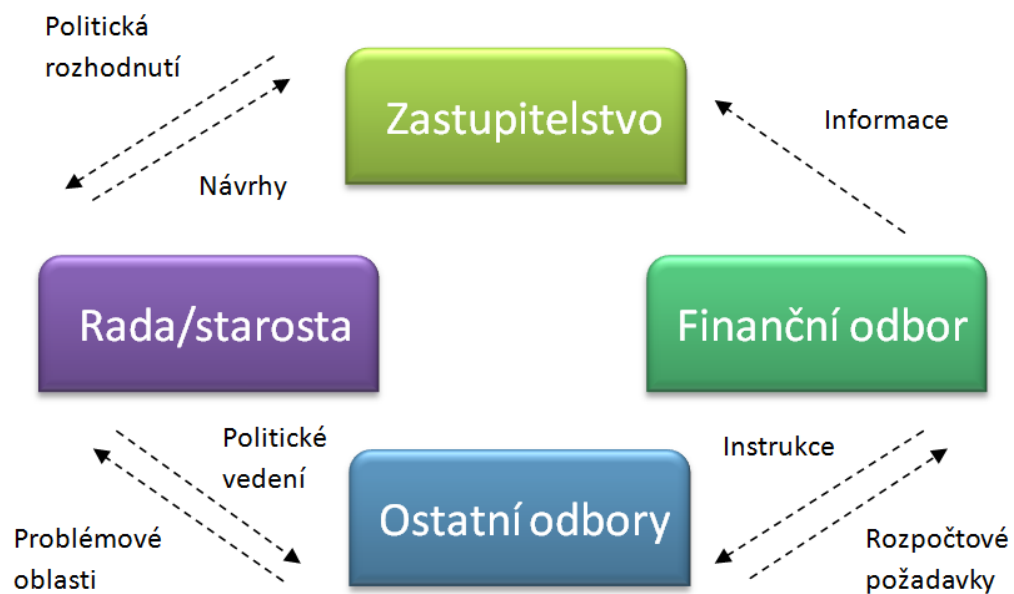 Politická
rozhodnutí
Zastupitelstvo
Informace
Návrhy
Rada/starosta
Finanční odbor
Politické
vedení
Instrukce
Ostatní odbory
Problémové
oblasti
Rozpočtové
požadavky